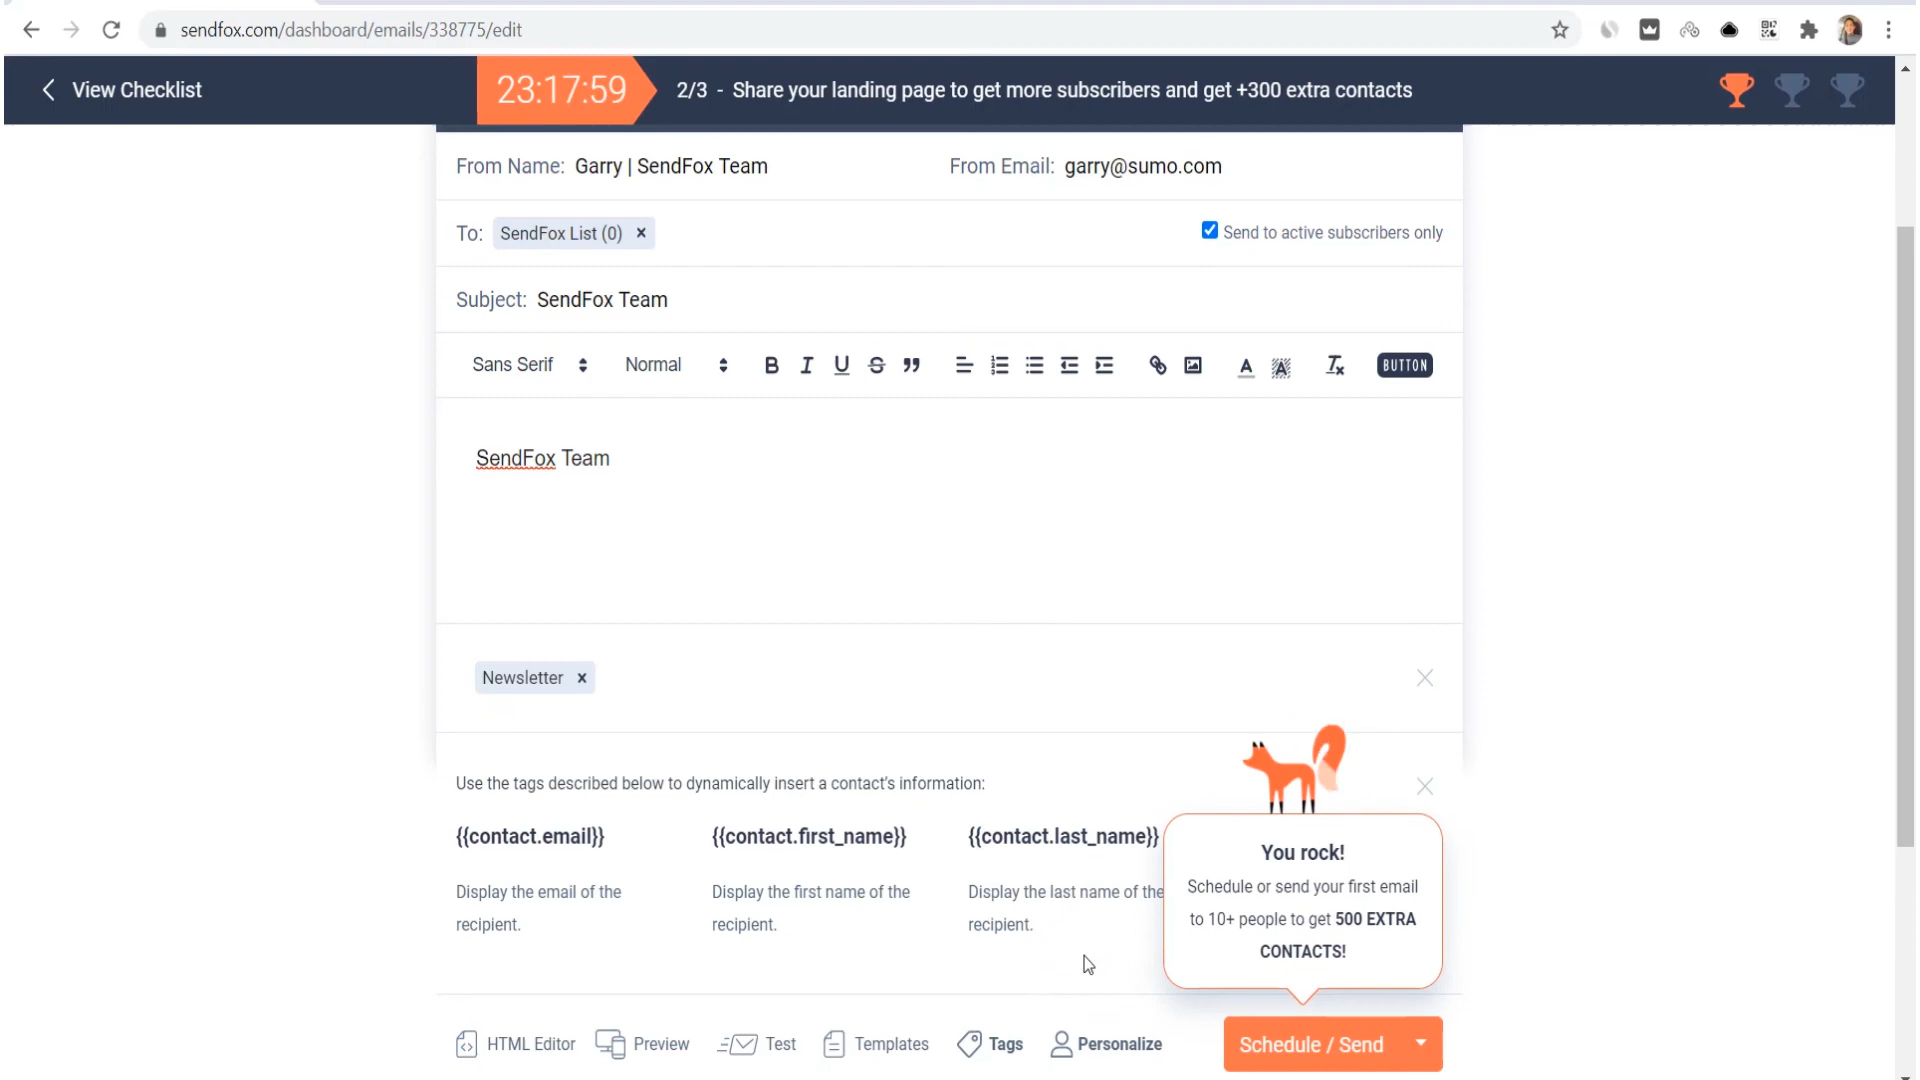 sendfox.com/dashboard/emails/338775/edit
View Checklist
23:17:59
2/3 - Share your landing page to get more subscribers and get +300 extra contacts
From Name: Garry | SendFox Team
From Email: garry@sumo.com
To: SendFox List (0) ×
Send to active subscribers only
Subject: SendFox Team
Sans Serif
Normal
BUTTON
SendFox Team
Newsletter ×
Use the tags described below to dynamically insert a contact's information:
{{contact.email}}
Display the email of the
recipient.
{{contact.first_name}}
Display the first name of the
recipient.
{{contact.last_name}}
Display the last name of the
recipient.
You rock!
Schedule or send your first email
to 10+ people to get 500 EXTRA
CONTACTS!
HTML Editor
Preview
Test
Templates
Tags
Personalize
Schedule / Send